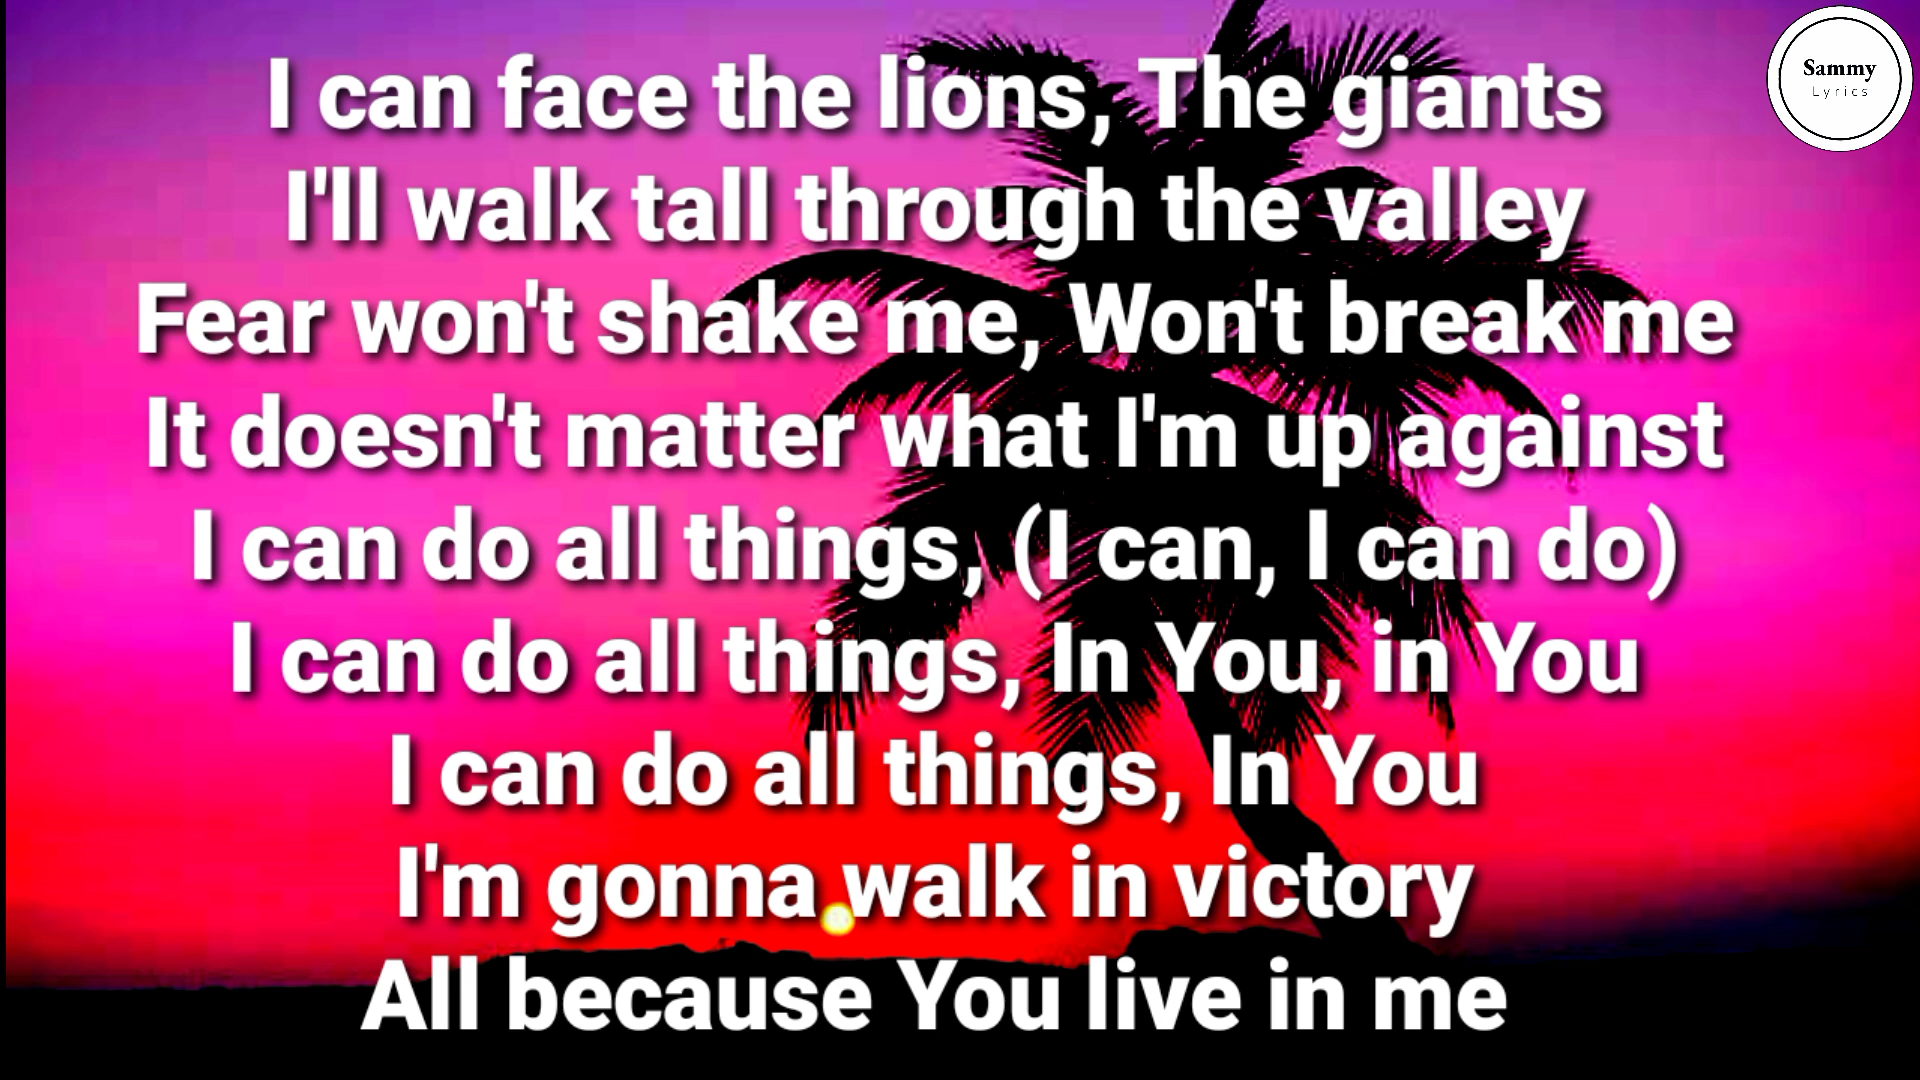 I can face the lions, The giants
I'll walk tall through the valley
Fear won't shake me, Won't break me
It doesn't matter what I'm up against
I can do all things, (I can, I can do)
I can do all things, In You, in You
I can do all things, In You
I'm gonna walk in victory
All because You live in me
Sammy
Lyrics